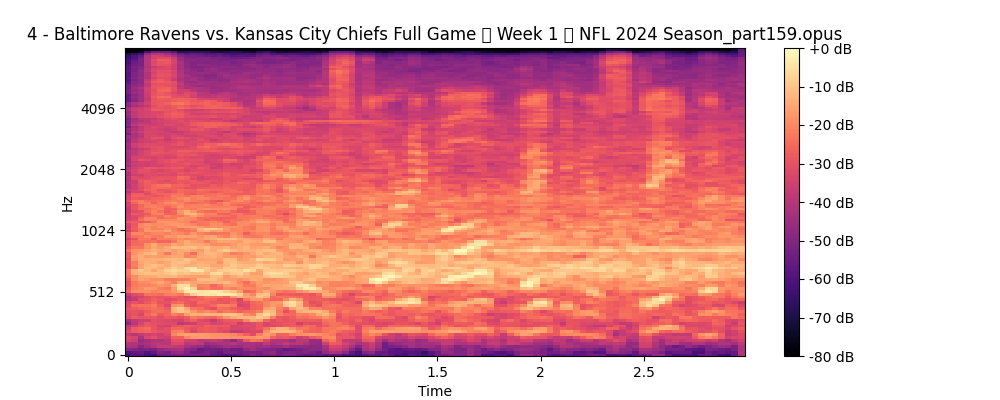 4 - Baltimore Ravens vs. Kansas City Chiefs Full Game ▯ Week 1 ▯ NFL 2024 Season_part159.opus
+0 dB
-10 dB
-20 dB
-30 dB
-40 dB
-50 dB
-60 dB
-70 dB
-80 dB
4096
2048
1024
512
0
Hz
0
0.5
1
1.5
2
2.5
Time